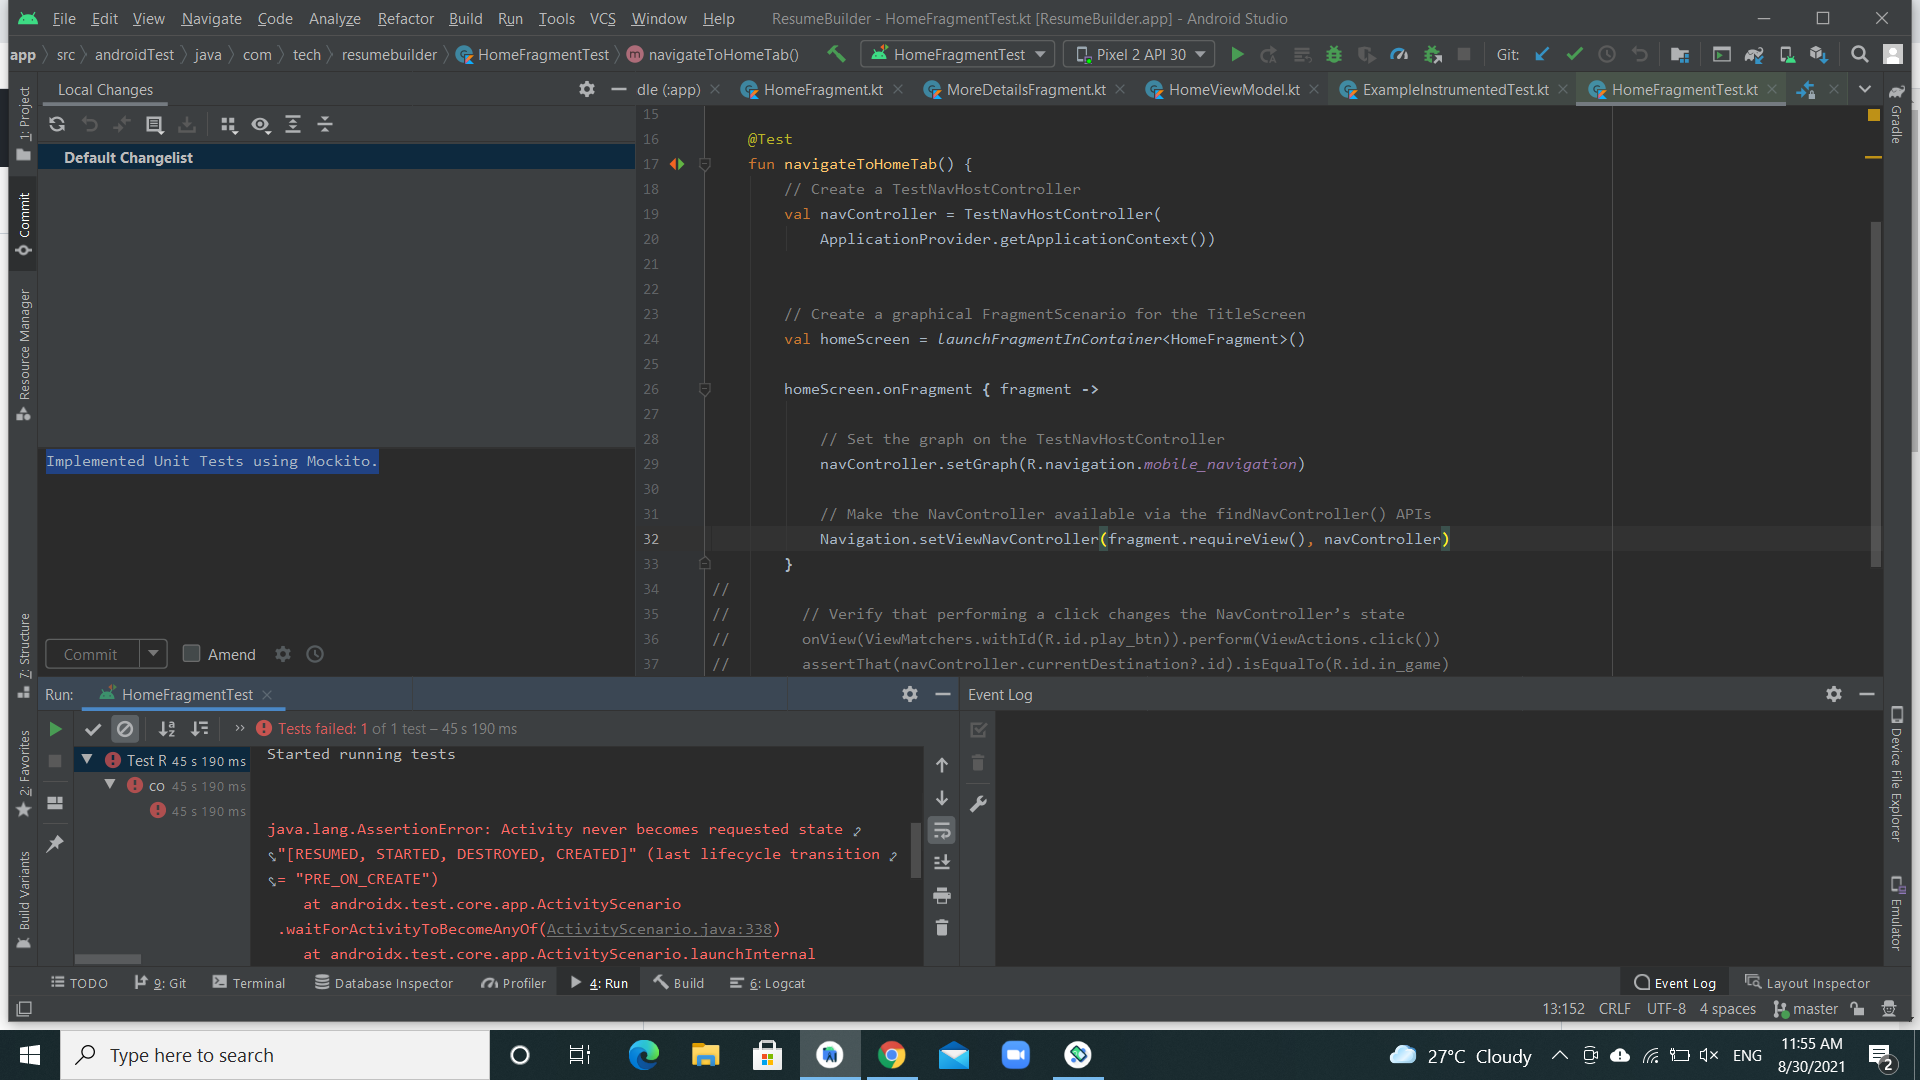 File Edit View Navigate Code Analyze Refactor Build Run Tools VCS Window Help ResumeBuilder - HomeFragmentTest.kt [ResumeBuilder.app] - Android Studio
app src androidTest java com tech resumebuilder HomeFragmentTest navigateToHomeTab() HomeFragmentTest Pixel 2 API 30 Git:
Local Changes
dle (:app) HomeFragment.kt MoreDetailsFragment.kt HomeViewModel.kt ExampleInstrumentedTest.kt HomeFragmentTest.kt
1: Project
Commit
Resource Manager
7: Structure
2: Favorites
Build Variants
Default Changelist
Implemented Unit Tests using Mockito.
Commit Amend
15
16 @Test
17 fun navigateToHomeTab() {
18 // Create a TestNavHostController
19 val navController = TestNavHostController(
20 ApplicationProvider.getApplicationContext())
21
22
23 // Create a graphical FragmentScenario for the TitleScreen
24 val homeScreen = launchFragmentInContainer<HomeFragment>()
25
26 homeScreen.onFragment { fragment ->
27
28 // Set the graph on the TestNavHostController
29 navController.setGraph(R.navigation.mobile_navigation)
30
31 // Make the NavController available via the findNavController() APIs
32 Navigation.setViewNavController(fragment.requireView(), navController)
33 }
34 //
35 // // Verify that performing a click changes the NavController’s state
36 // onView(ViewMatchers.withId(R.id.play_btn)).perform(ViewActions.click())
37 // assertThat(navController.currentDestination?.id).isEqualTo(R.id.in_game)
Gradle
Device File Explorer
Emulator
Run: HomeFragmentTest
Event Log
Tests failed: 1 of 1 test – 45 s 190 ms
Test R 45 s 190 ms
co 45 s 190 ms
45 s 190 ms
Started running tests
java.lang.AssertionError: Activity never becomes requested state
"[RESUMED, STARTED, DESTROYED, CREATED]" (last lifecycle transition
= "PRE_ON_CREATE")
at androidx.test.core.app.ActivityScenario
.waitForActivityToBecomeAnyOf(ActivityScenario.java:338)
at androidx.test.core.app.ActivityScenario.launchInternal
TODO 9: Git Terminal Database Inspector Profiler 4: Run Build 6: Logcat Event Log Layout Inspector
13:152 CRLF UTF-8 4 spaces master
Type here to search
27°C Cloudy ENG
11:55 AM
8/30/2021
2